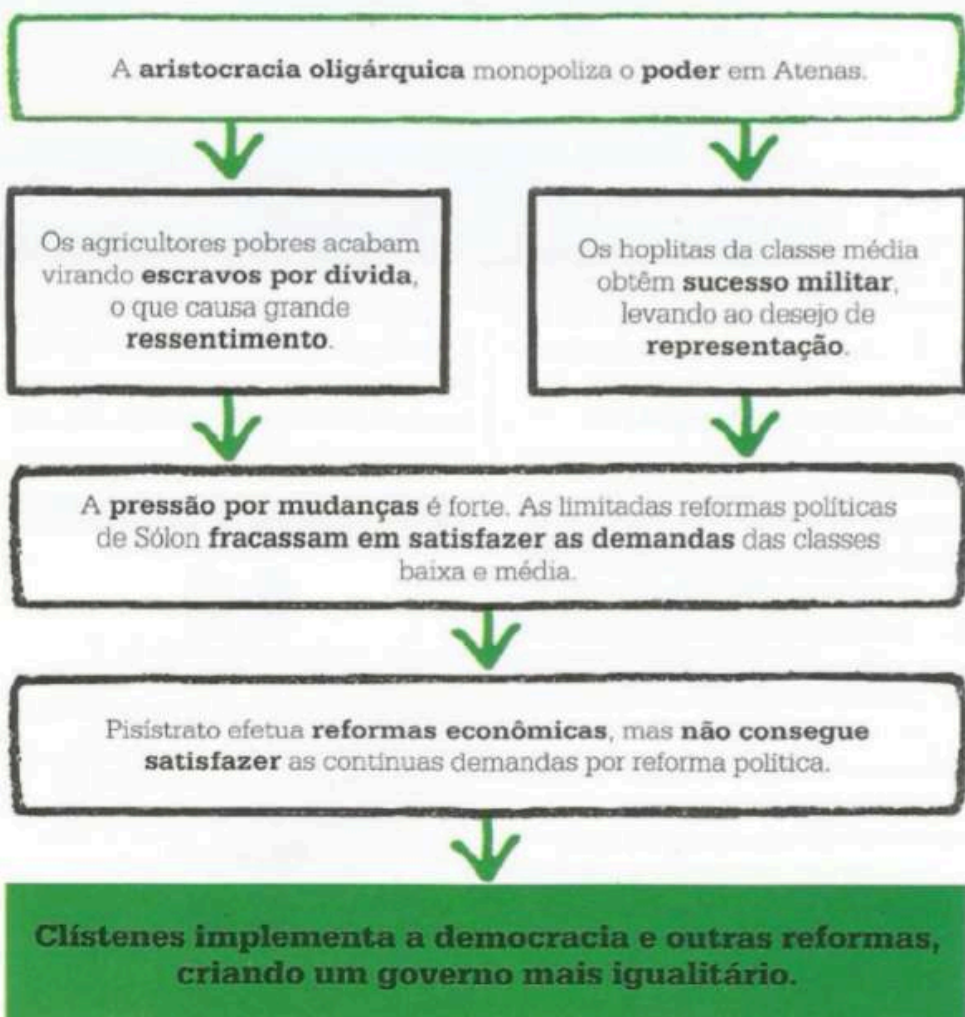 A aristocracia oligárquica monopoliza o poder em Atenas.
Os agricultores pobres acabam
virando escravos por dívida,
o que causa grande
ressentimento.
Os hoplitas da classe média
obtêm sucesso militar,
levando ao desejo de
representação.
A pressão por mudanças é forte. As limitadas reformas políticas
de Sólon fracassam em satisfazer as demandas das classes
baixa e média.
Pisístrato efetua reformas econômicas, mas não consegue
satisfazer as contínuas demandas por reforma política.
Clístenes implementa a democracia e outras reformas,
criando um governo mais igualitário.